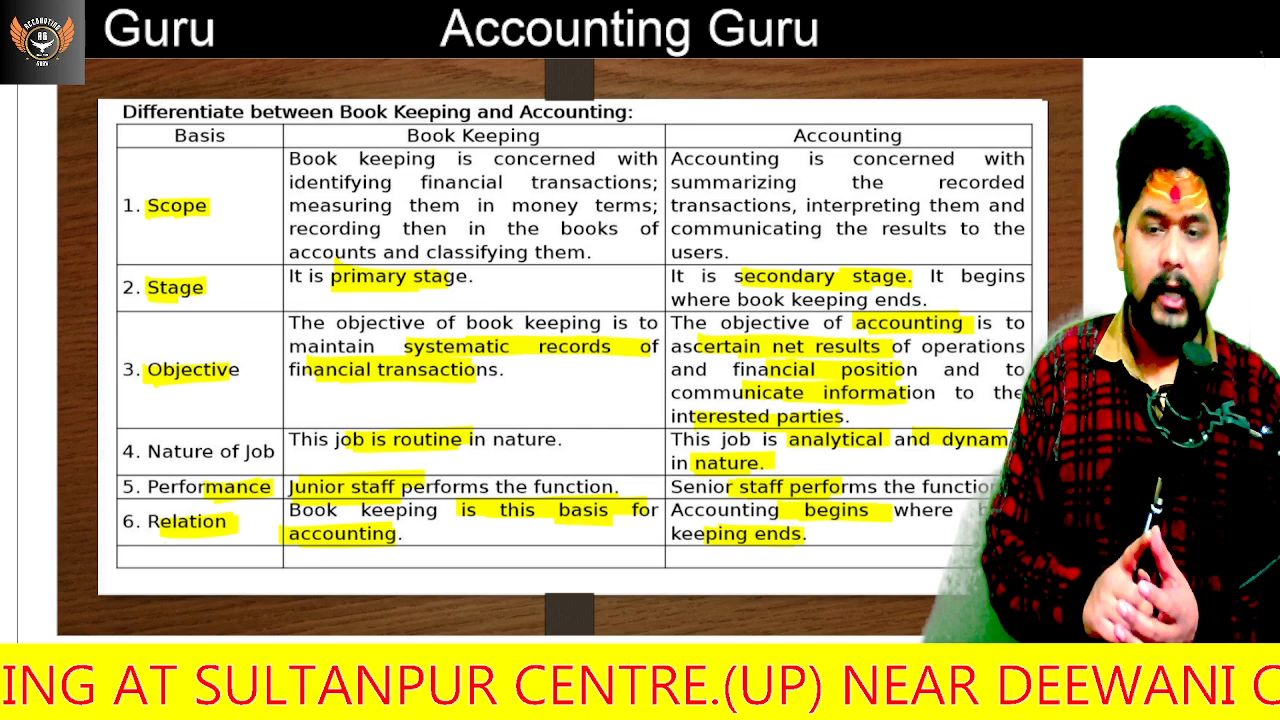 Guru Accounting Guru
ACCOUNTING
AG
GURU
Differentiate between Book Keeping and Accounting:
Basis Book Keeping Accounting
1. Scope
Book keeping is concerned with
identifying financial transactions;
measuring them in money terms;
recording then in the books of
accounts and classifying them.
Accounting is concerned with
summarizing the recorded
transactions, interpreting them and
communicating the results to the
users.
2. Stage
It is primary stage.
It is secondary stage. It begins
where book keeping ends.
3. Objective
The objective of book keeping is to
maintain systematic records of
financial transactions.
The objective of accounting is to
ascertain net results of operations
and financial position and to
communicate information to the
interested parties.
4. Nature of Job
This job is routine in nature.
This job is analytical and dynam
in nature.
5. Performance
Junior staff performs the function.
Senior staff performs the functio
6. Relation
Book keeping is this basis for
accounting.
Accounting begins where
keeping ends.
ING AT SULTANPUR CENTRE.(UP) NEAR DEEWANI C